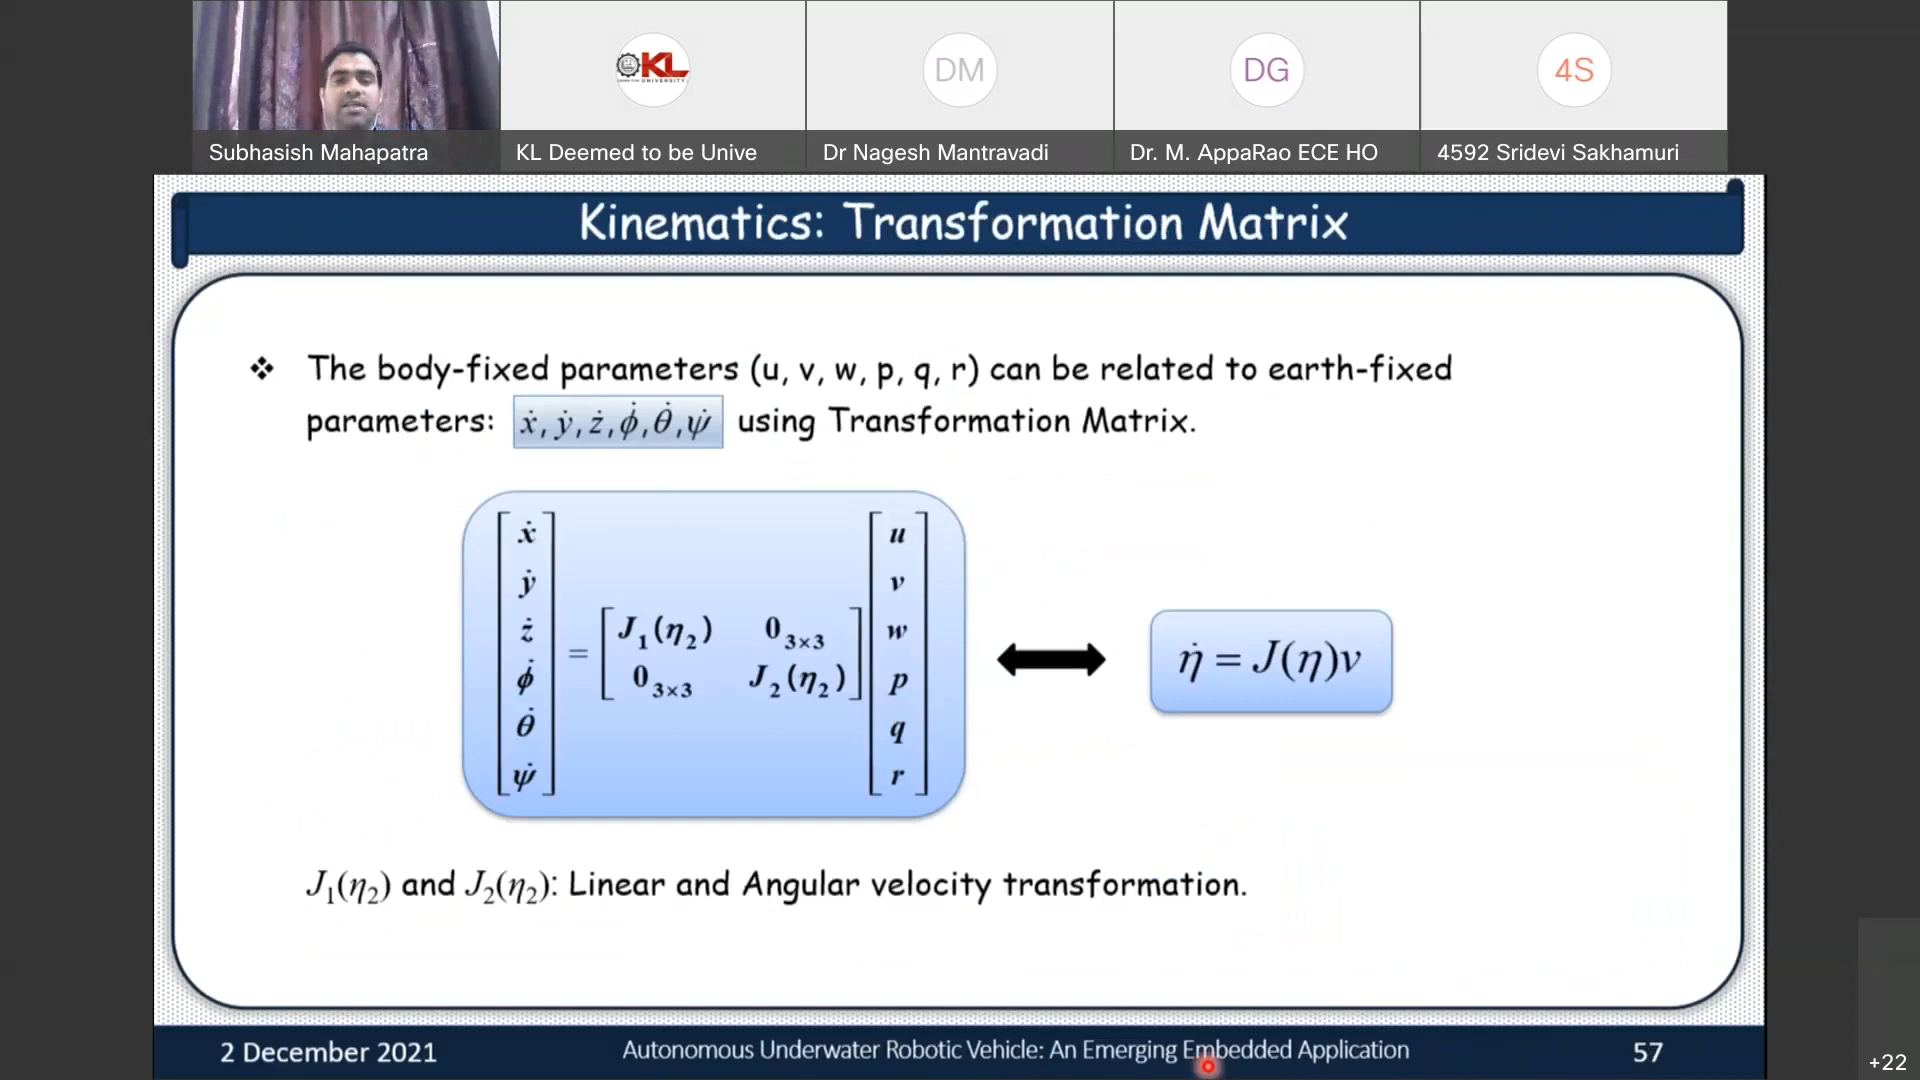 KL
UNIVERSITY
DM
DG
4S
Subhasish Mahapatra
KL Deemed to be Unive
Dr Nagesh Mantravadi
Dr. M. AppaRao ECE HO
4592 Sridevi Sakhamuri
Kinematics: Transformation Matrix
❖ The body-fixed parameters (u, v, w, p, q, r) can be related to earth-fixed
parameters: ẋ, ẏ, ż, ϕ̇, θ̇, ψ̇ using Transformation Matrix.
[ẋ ẏ ż ϕ̇ θ̇ ψ̇] = [J₁(η₂) 0₃ₓ₃ 0₃ₓ₃ J₂(η₂)] [u v w p q r]
η̇ = J(η)v
J₁(η₂) and J₂(η₂): Linear and Angular velocity transformation.
2 December 2021
Autonomous Underwater Robotic Vehicle: An Emerging Embedded Application
57
+22